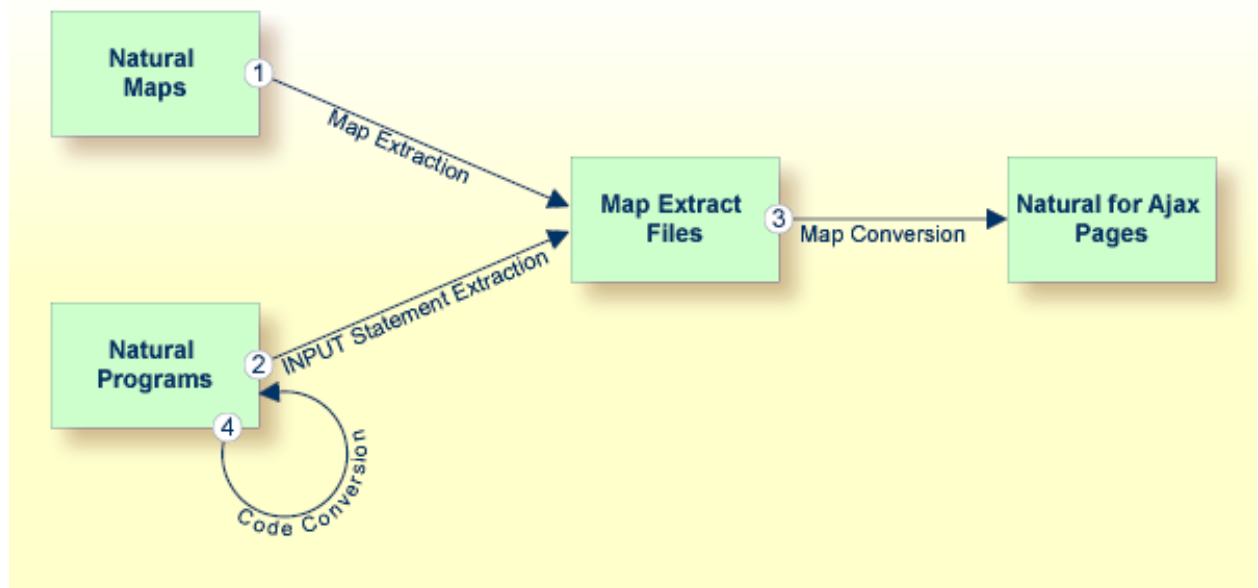 Natural
Maps
1
Map Extraction
Map Extract
Files
3
Map Conversion
Natural for Ajax
Pages
Natural
Programs
2
INPUT Statement Extraction
4
Code Conversion